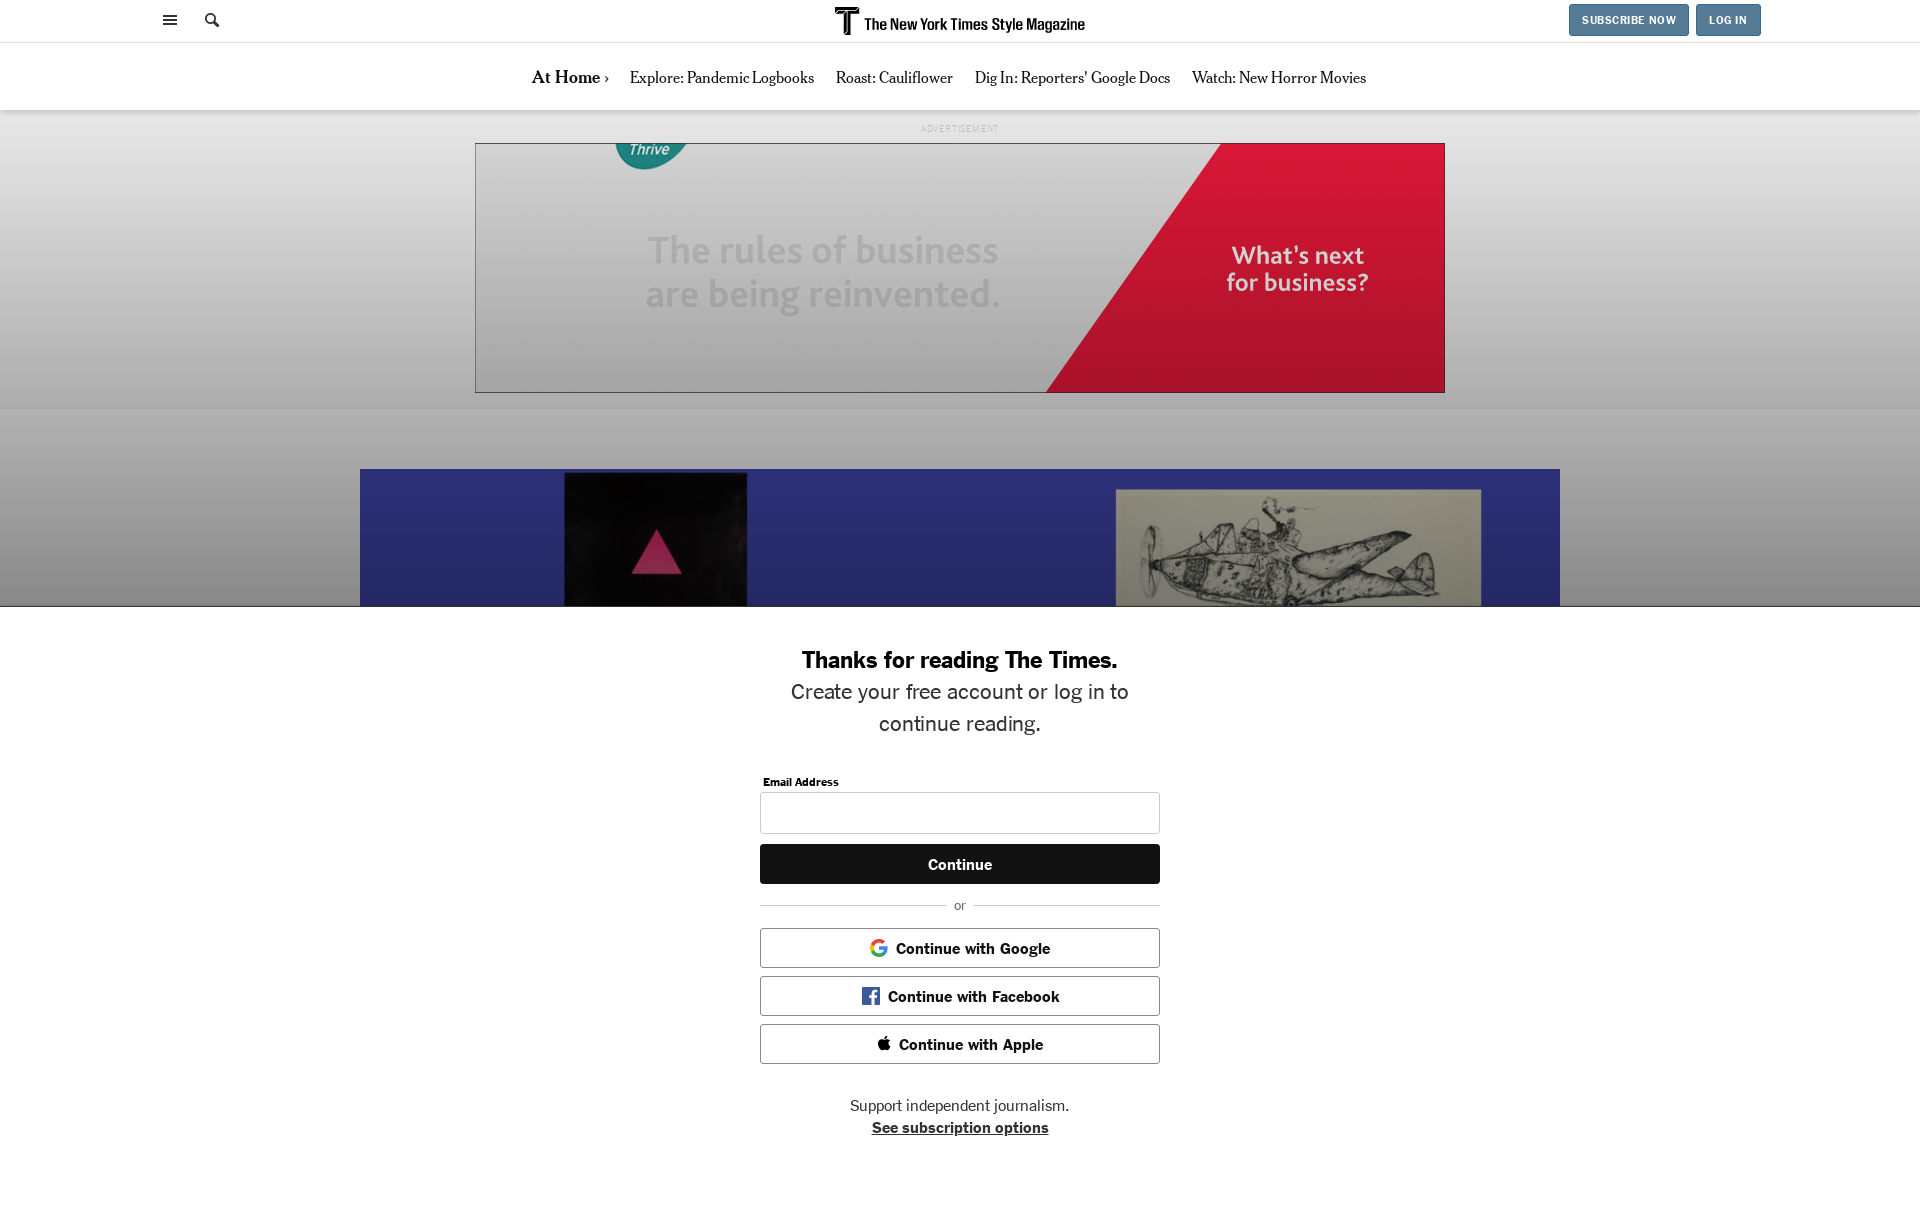 The New York Times Style Magazine
SUBSCRIBE NOW
LOG IN
At Home ›
Explore: Pandemic Logbooks
Roast: Cauliflower
Dig In: Reporters' Google Docs
Watch: New Horror Movies
ADVERTISEMENT
Thrive
The rules of business
are being reinvented.
What's next
for business?
Thanks for reading The Times.
Create your free account or log in to
continue reading.
Email Address
Continue
or
Continue with Google
Continue with Facebook
Continue with Apple
Support independent journalism.
See subscription options